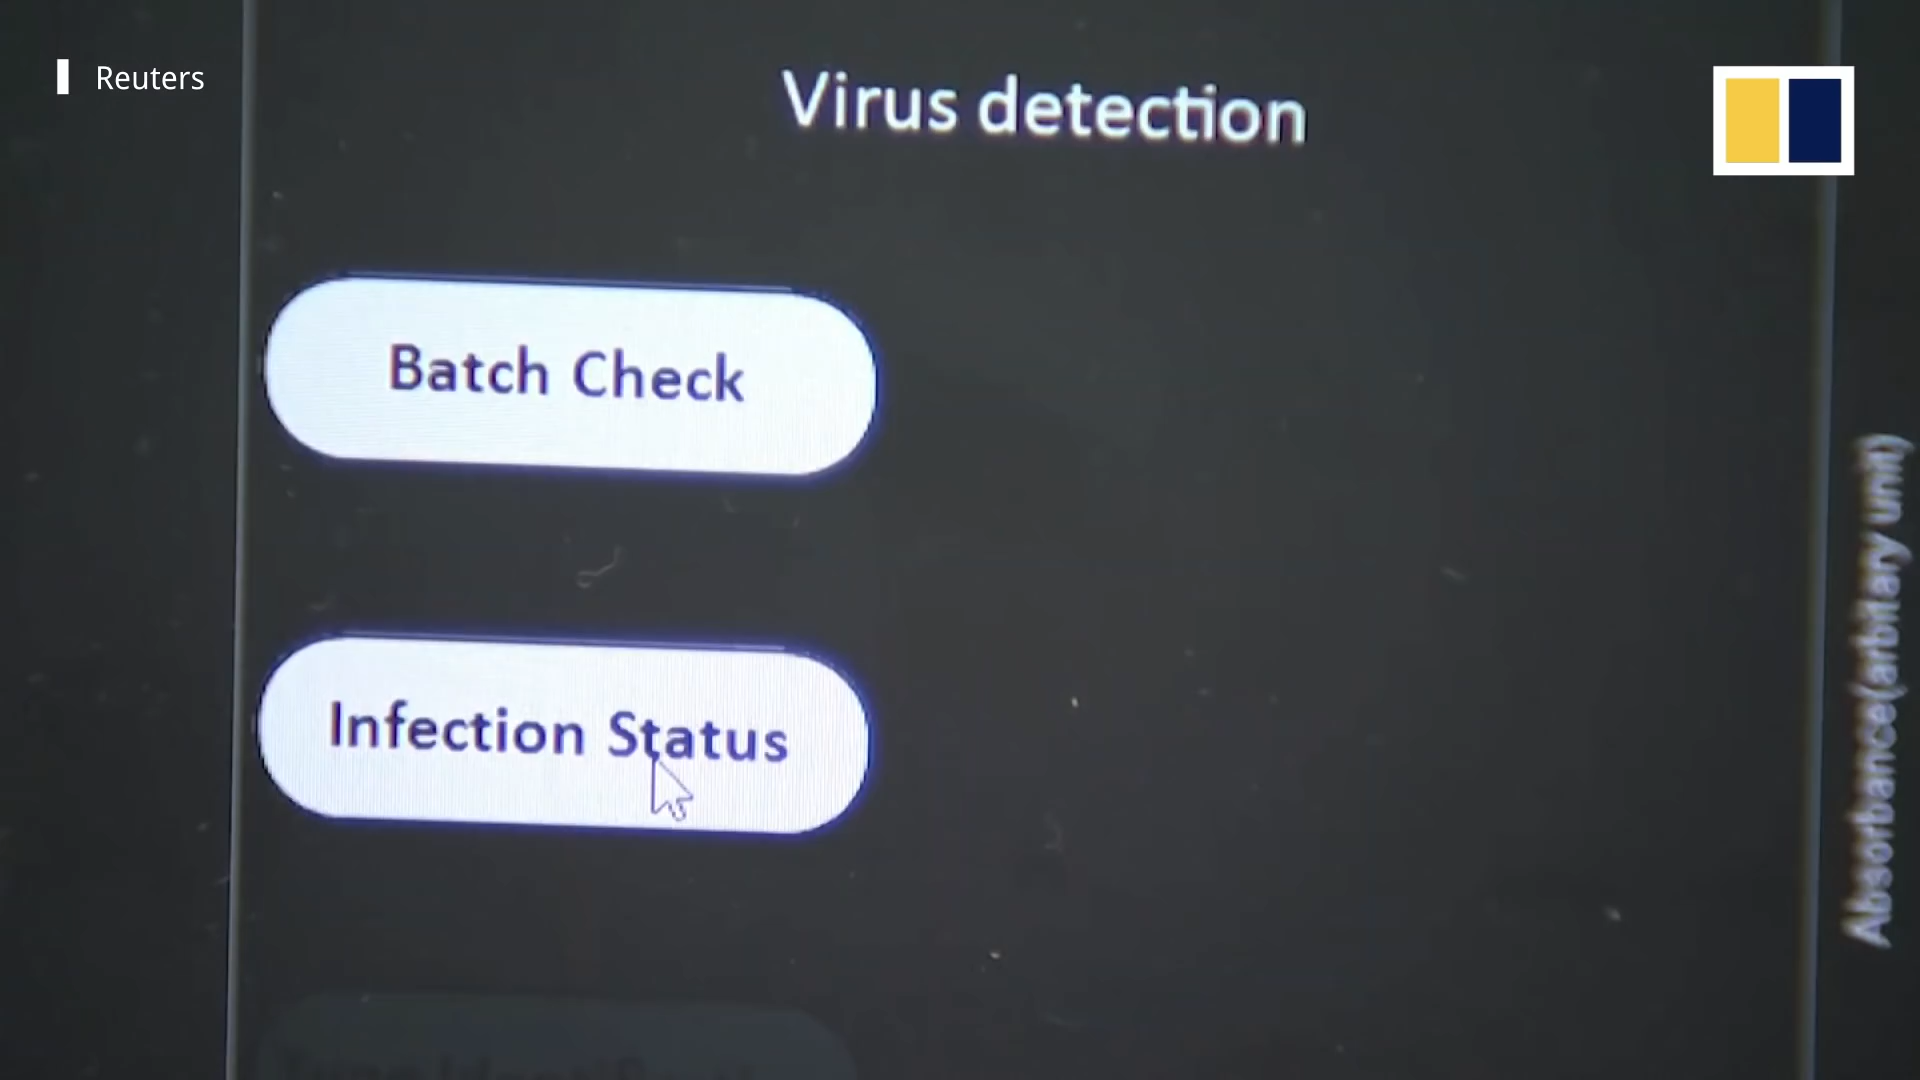 Reuters
Virus detection
Batch Check
Infection Status
Absorbance(arbitary unit)